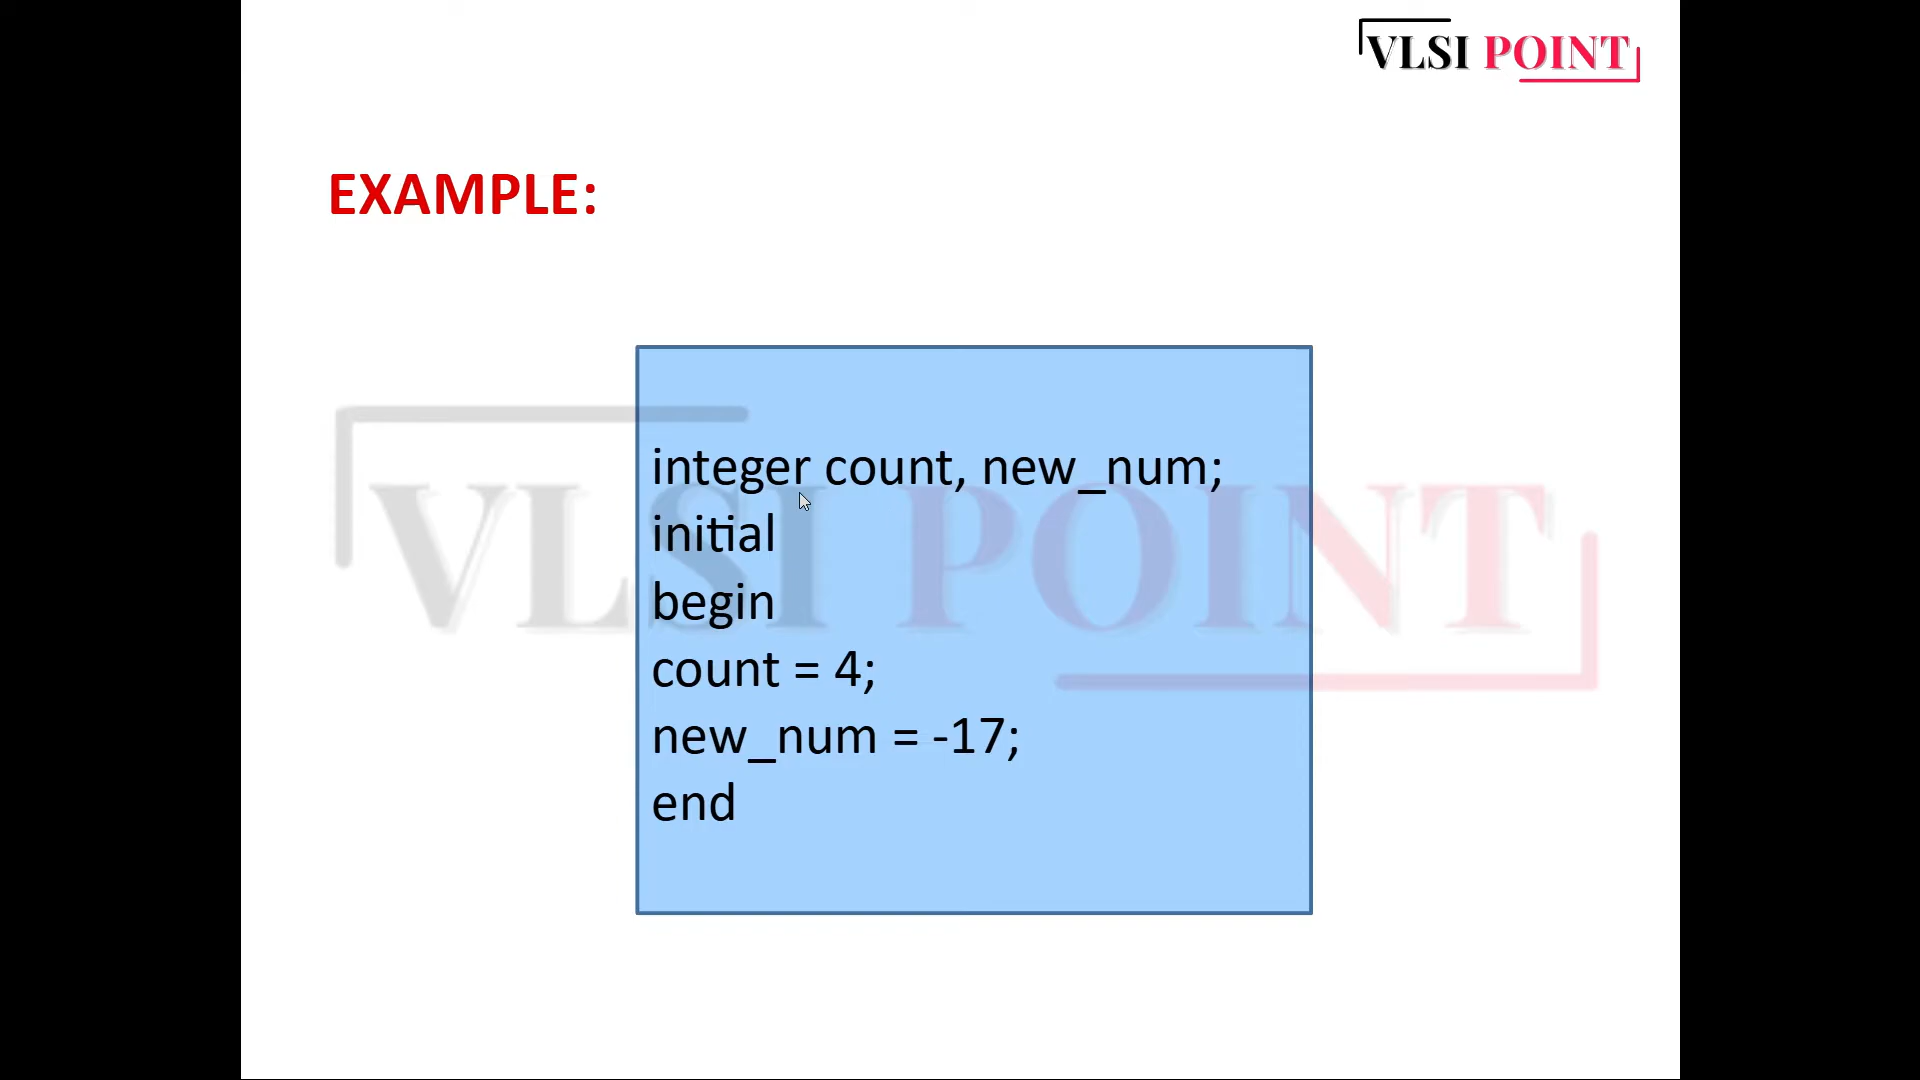 VLSI POINT
EXAMPLE:
integer count, new_num;
initial
begin
count = 4;
new_num = -17;
end
VLSI POINT